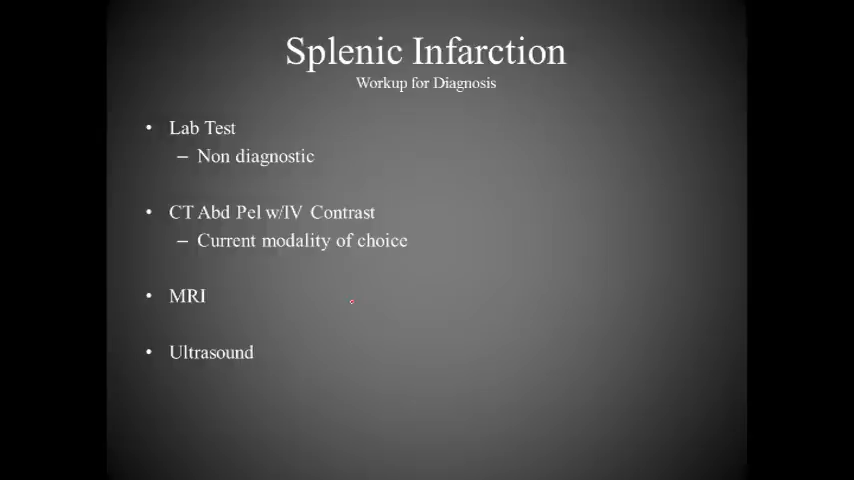 Splenic Infarction
Workup for Diagnosis
• Lab Test
– Non diagnostic
• CT Abd Pel w/IV Contrast
– Current modality of choice
• MRI
• Ultrasound